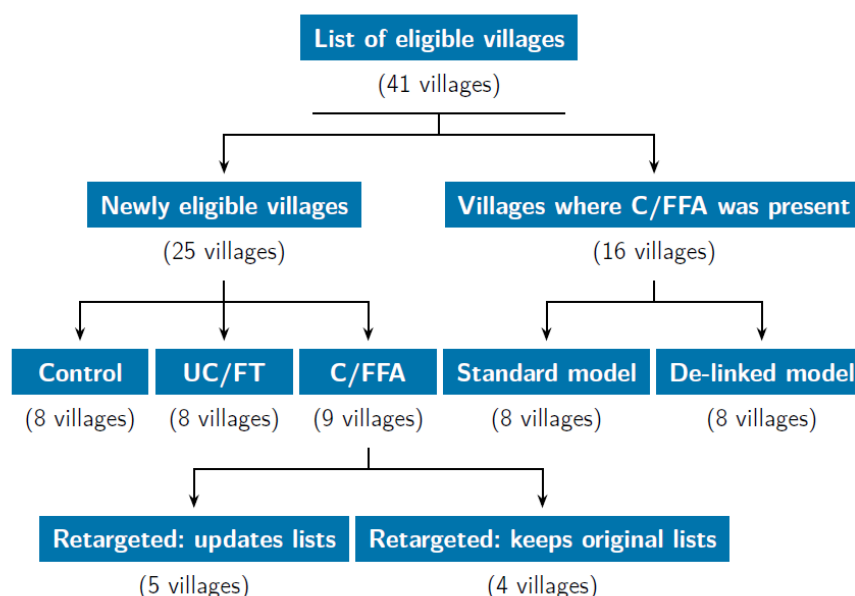 List of eligible villages
(41 villages)
Newly eligible villages
Villages where C/FFA was present
(25 villages)
(16 villages)
Control
UC/FT
C/FFA
Standard model
De-linked model
(8 villages)
(8 villages)
(9 villages)
(8 villages)
(8 villages)
Retargeted: updates lists
Retargeted: keeps original lists
(5 villages)
(4 villages)